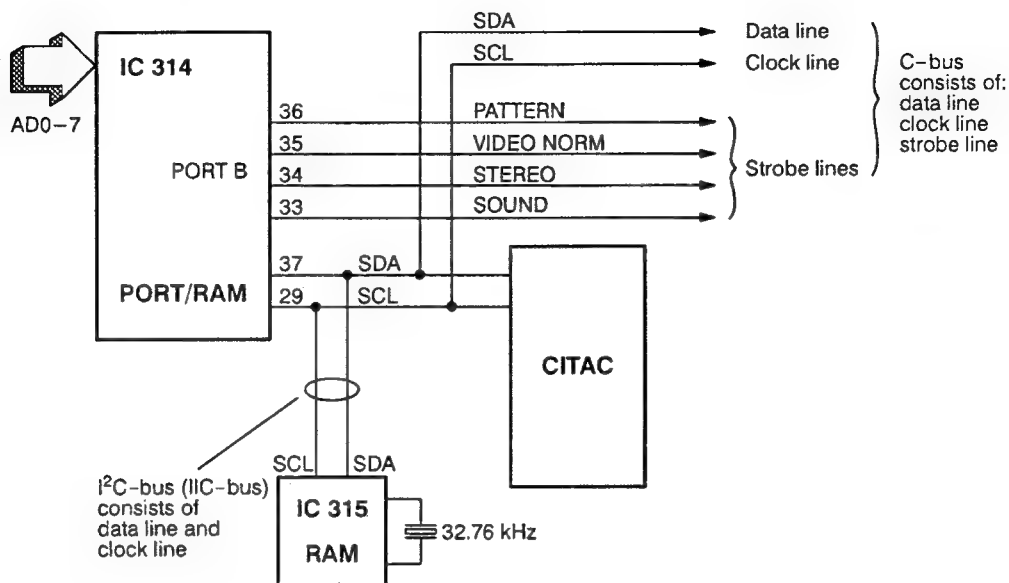 SDA
Data line
SCL
Clock line
C-bus
consists of:
data line
clock line
strobe line
IC 314
AD0-7
36
PATTERN
35
VIDEO NORM
PORT B
34
STEREO
Strobe lines
33
SOUND
37
SDA
PORT/RAM
29
SCL
CITAC
SCL
SDA
I²C-bus (IIC-bus)
consists of
data line and
clock line
IC 315
32.76 kHz
RAM